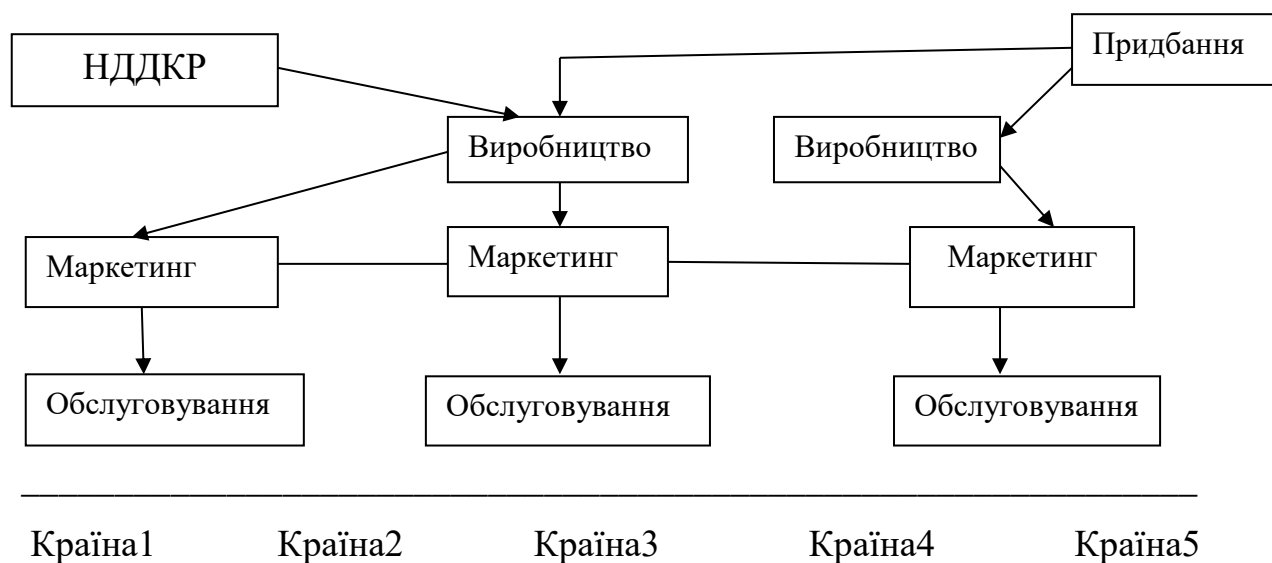 Придбання
НДДКР
Виробництво
Виробництво
Маркетинг
Маркетинг
Маркетинг
Обслуговування
Обслуговування
Обслуговування
Країна1 Країна2 Країна3 Країна4 Країна5